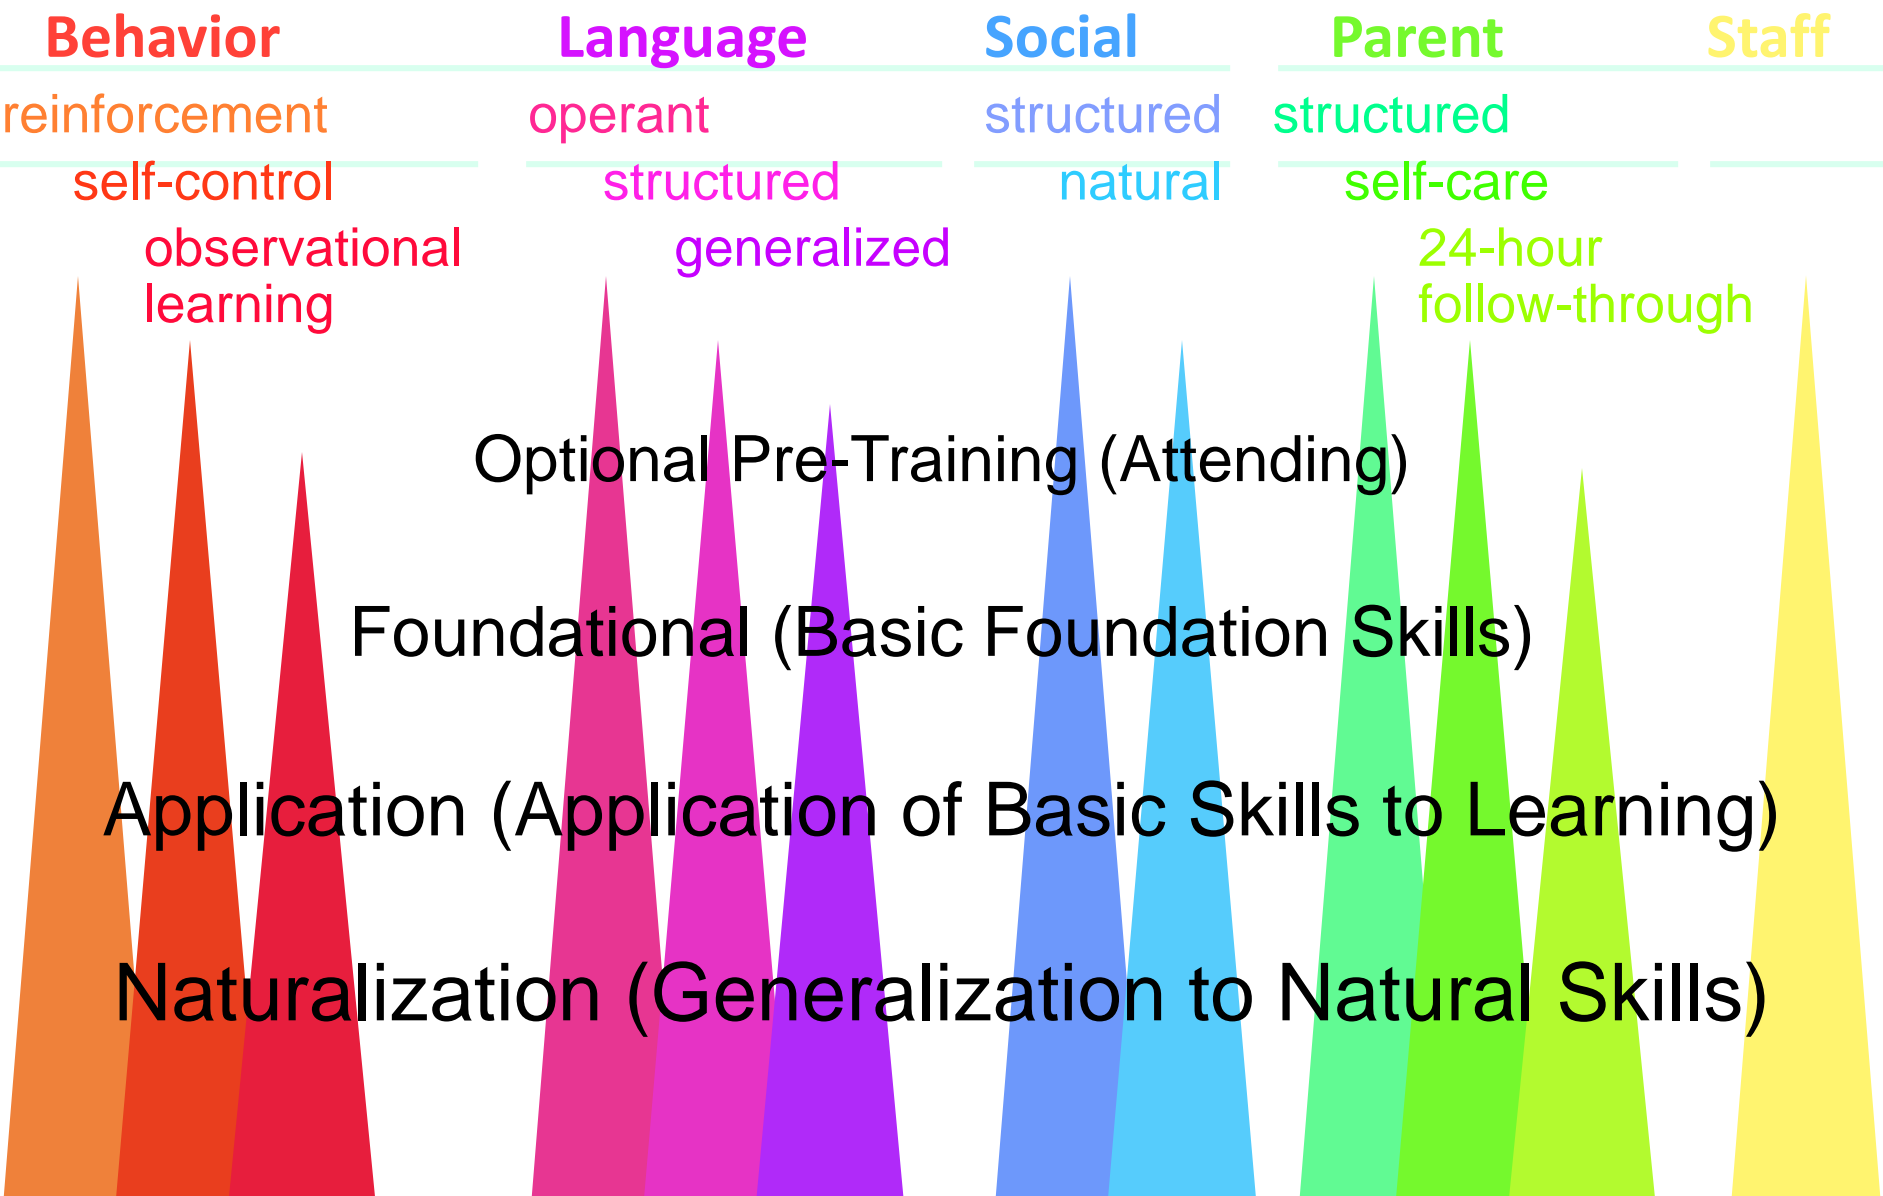 Behavior Language Social Parent Staff
reinforcement operant structured structured
self-control structured natural self-care
observational generalized 24-hour
learning follow-through
Optional Pre-Training (Attending)
Foundational (Basic Foundation Skills)
Application (Application of Basic Skills to Learning)
Naturalization (Generalization to Natural Skills)